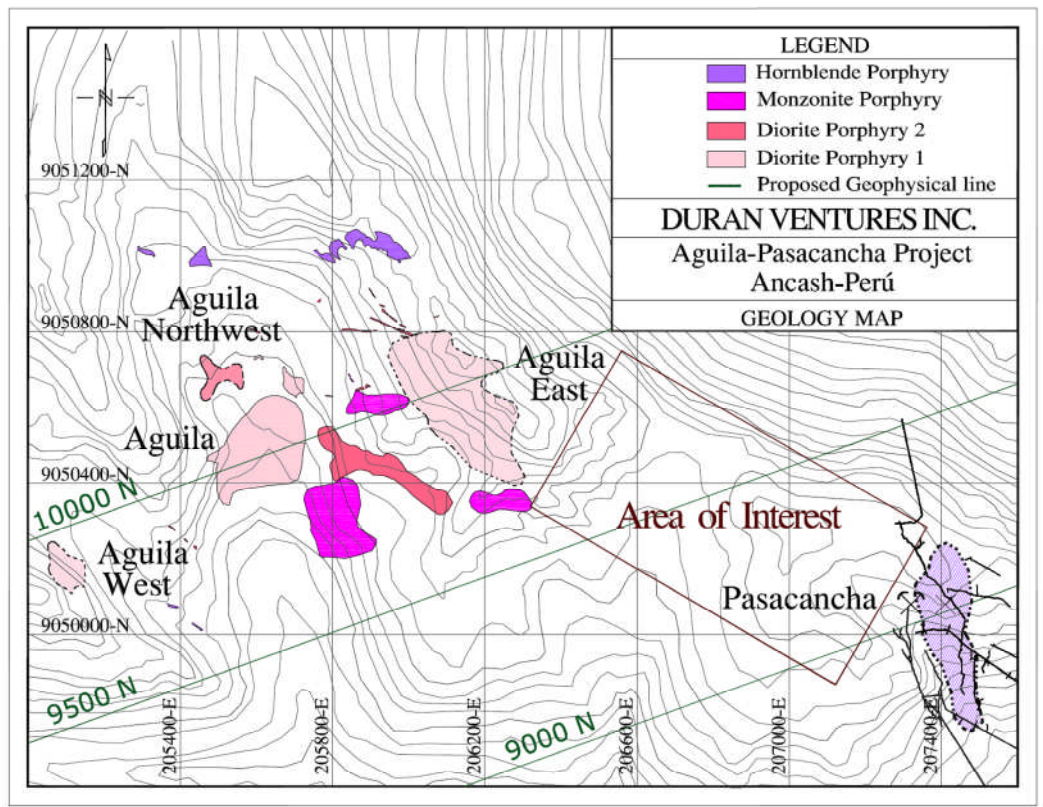 LEGEND
Hornblende Porphyry
Monzonite Porphyry
Diorite Porphyry 2
Diorite Porphyry 1
Proposed Geophysical line
DURAN VENTURES INC.
Aguila-Pasacancha Project
Ancash-Perú
GEOLOGY MAP
N
9051200-N
Aguila
Northwest
9050800-N
Aguila
East
Aguila
9050400-N
10000 N
Area of Interest
Aguila
West
Pasacancha
9050000-N
9500 N
9000 N
205400-E
205800-E
206200-E
206600-E
207000-E
207400-E